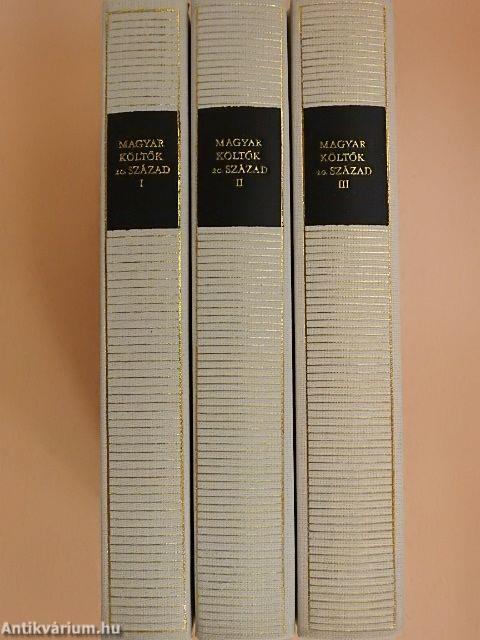 MAGYAR
KÖLTŐK
20. SZÁZAD
I
MAGYAR
KÖLTŐK
20. SZÁZAD
II
MAGYAR
KÖLTŐK
20. SZÁZAD
III
Antikvárium.hu